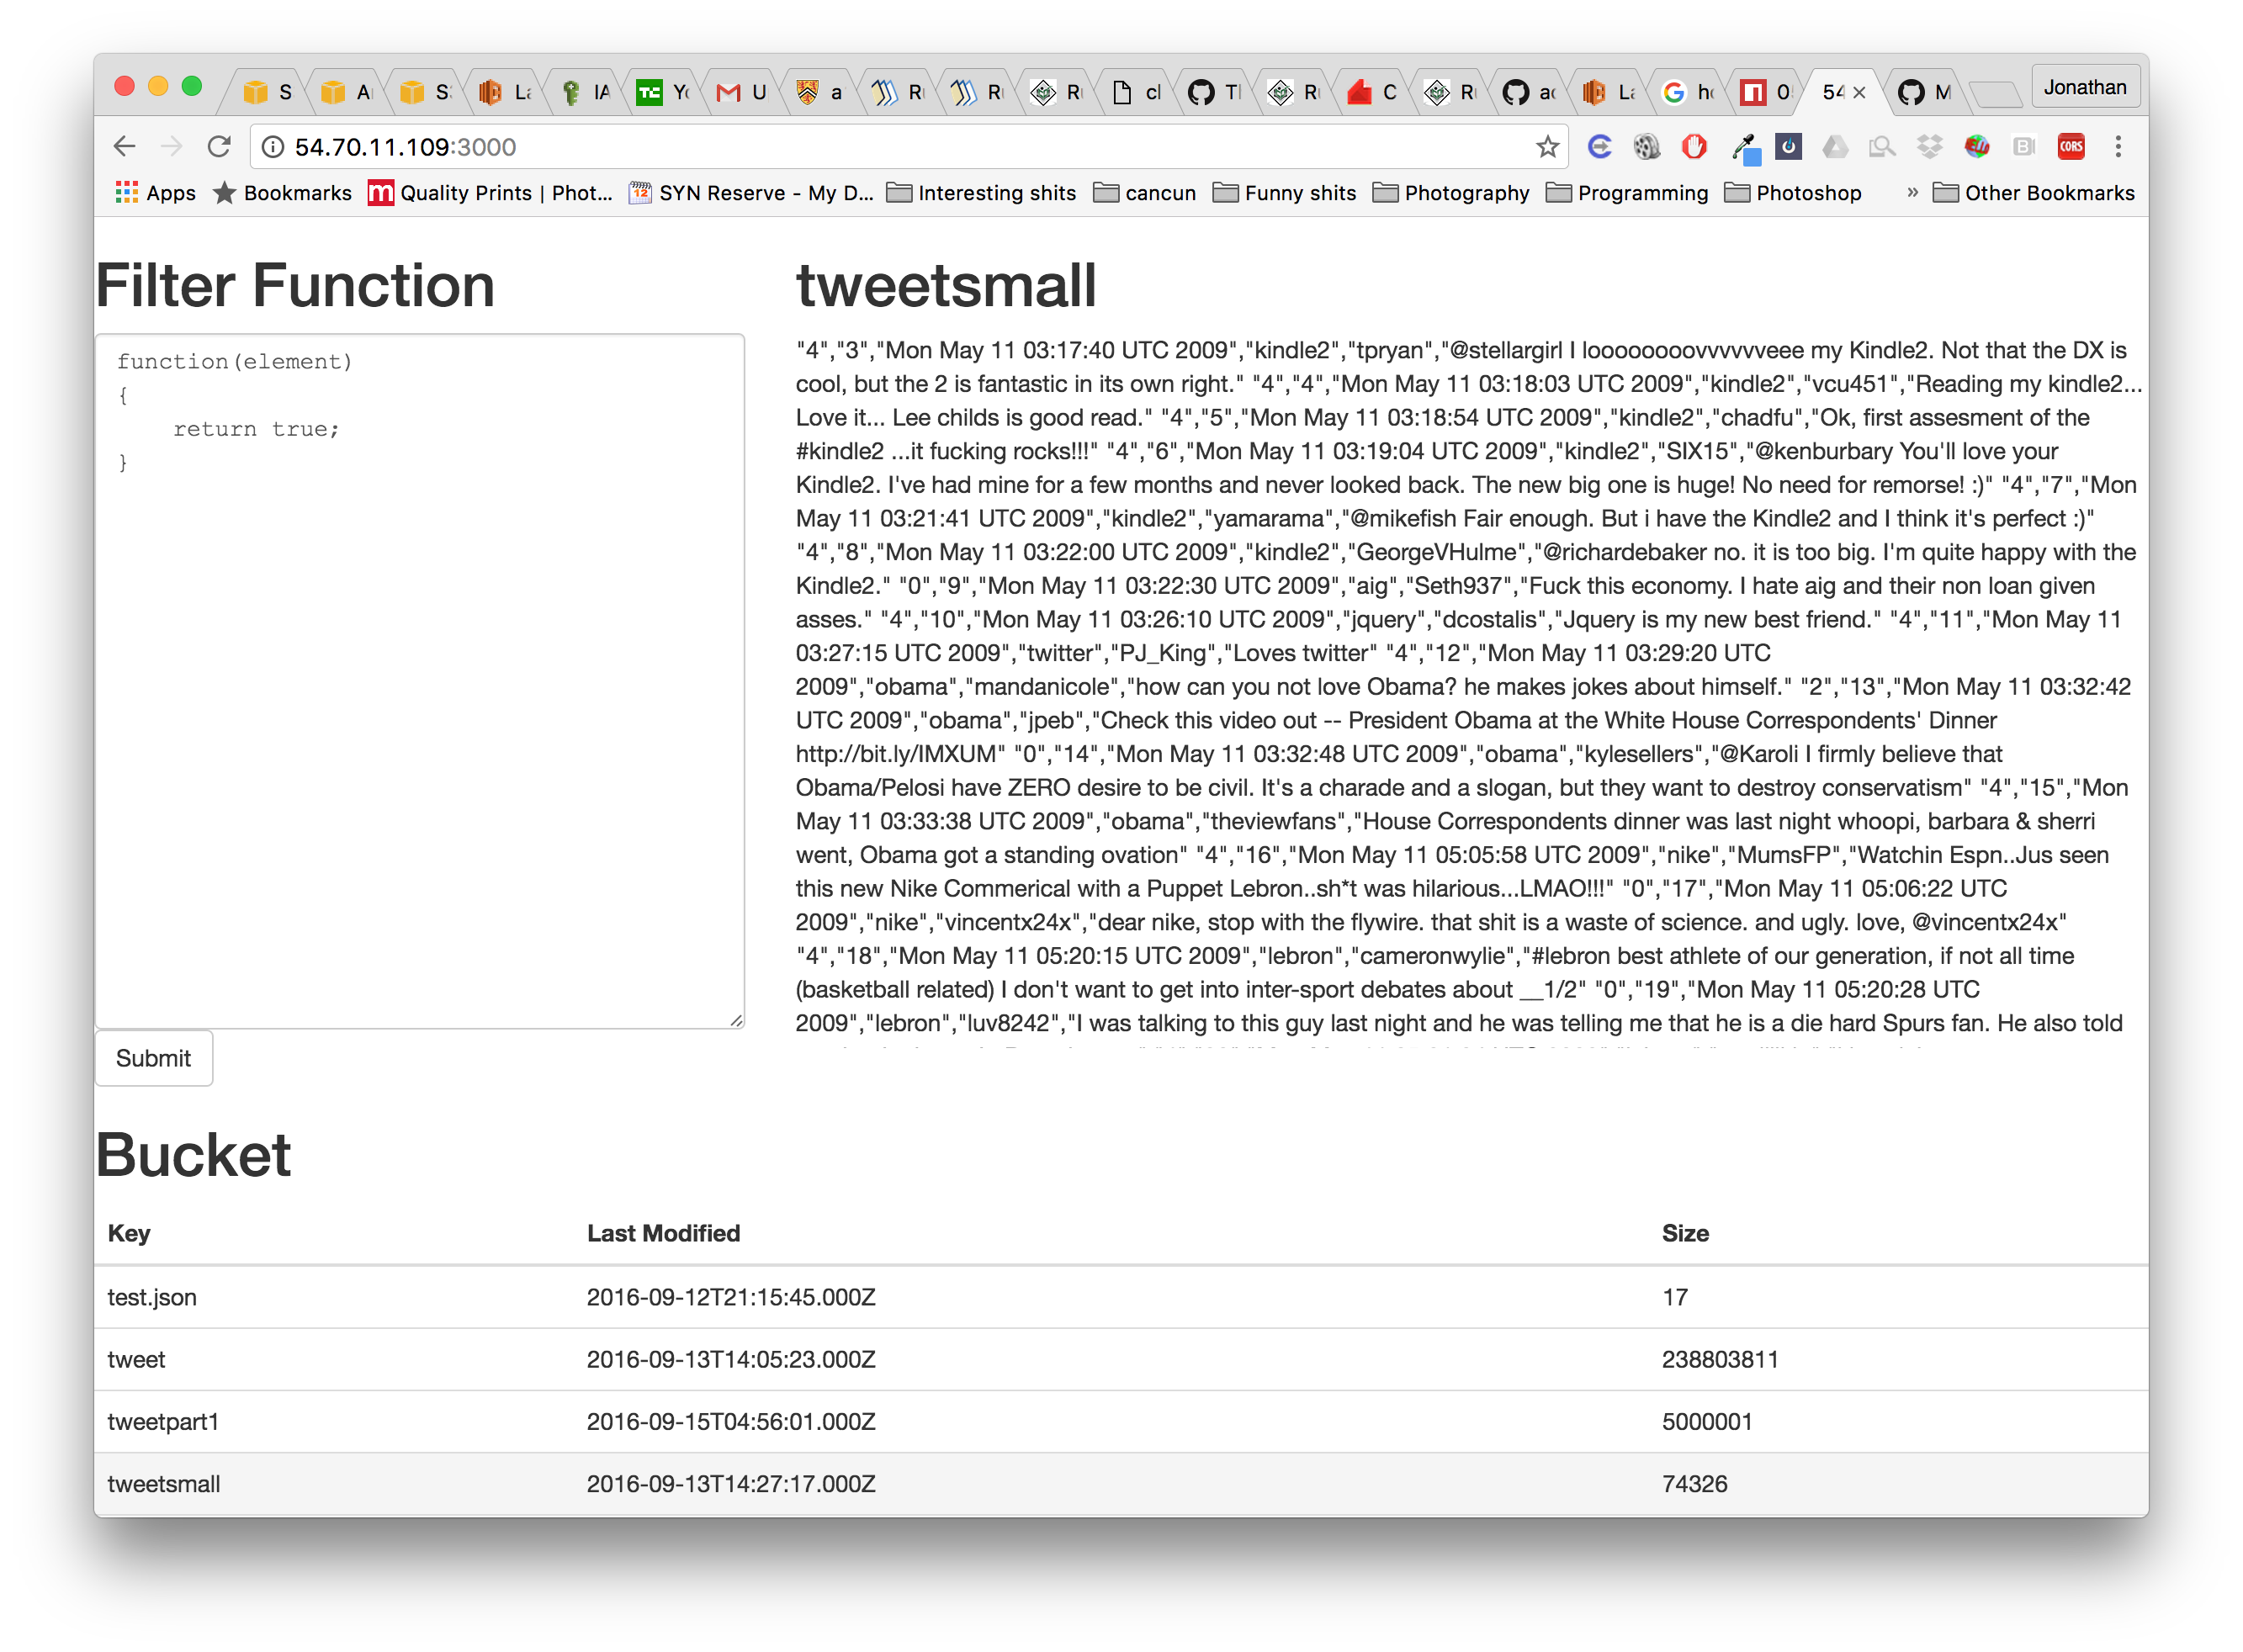 S A S La IA Yo U a R R R cl Tl R C R ac La ho 0 54 M Jonathan
54.70.11.109:3000
Apps Bookmarks Quality Prints | Phot... SYN Reserve - My D... Interesting shits cancun Funny shits Photography Programming Photoshop » Other Bookmarks
Filter Function
function(element)
{
return true;
}
Submit
tweetsmall
"4","3","Mon May 11 03:17:40 UTC 2009","kindle2","tpryan","@stellargirl I loooooooovvvvvveee my Kindle2. Not that the DX is
cool, but the 2 is fantastic in its own right." "4","4","Mon May 11 03:18:03 UTC 2009","kindle2","vcu451","Reading my kindle2...
Love it... Lee childs is good read." "4","5","Mon May 11 03:18:54 UTC 2009","kindle2","chadfu","Ok, first assesment of the
#kindle2 ...it fucking rocks!!!" "4","6","Mon May 11 03:19:04 UTC 2009","kindle2","SIX15","@kenburbary You'll love your
Kindle2. I've had mine for a few months and never looked back. The new big one is huge! No need for remorse! :)" "4","7","Mon
May 11 03:21:41 UTC 2009","kindle2","yamarama","@mikefish Fair enough. But i have the Kindle2 and I think it's perfect :)"
"4","8","Mon May 11 03:22:00 UTC 2009","kindle2","GeorgeVHulme","@richardebaker no. it is too big. I'm quite happy with the
Kindle2." "0","9","Mon May 11 03:22:30 UTC 2009","aig","Seth937","Fuck this economy. I hate aig and their non loan given
asses." "4","10","Mon May 11 03:26:10 UTC 2009","jquery","dcostalis","Jquery is my new best friend." "4","11","Mon May 11
03:27:15 UTC 2009","twitter","PJ_King","Loves twitter" "4","12","Mon May 11 03:29:20 UTC
2009","obama","mandanicole","how can you not love Obama? he makes jokes about himself." "2","13","Mon May 11 03:32:42
UTC 2009","obama","jpeb","Check this video out -- President Obama at the White House Correspondents' Dinner
http://bit.ly/IMXUM" "0","14","Mon May 11 03:32:48 UTC 2009","obama","kylesellers","@Karoli I firmly believe that
Obama/Pelosi have ZERO desire to be civil. It's a charade and a slogan, but they want to destroy conservatism" "4","15","Mon
May 11 03:33:38 UTC 2009","obama","theviewfans","House Correspondents dinner was last night whoopi, barbara & sherri
went, Obama got a standing ovation" "4","16","Mon May 11 05:05:58 UTC 2009","nike","MumsFP","Watchin Espn..Jus seen
this new Nike Commerical with a Puppet Lebron..sh*t was hilarious...LMAO!!!" "0","17","Mon May 11 05:06:22 UTC
2009","nike","vincentx24x","dear nike, stop with the flywire. that shit is a waste of science. and ugly. love, @vincentx24x"
"4","18","Mon May 11 05:20:15 UTC 2009","lebron","cameronwylie","#lebron best athlete of our generation, if not all time
(basketball related) I don't want to get into inter-sport debates about __1/2" "0","19","Mon May 11 05:20:28 UTC
2009","lebron","luv8242","I was talking to this guy last night and he was telling me that he is a die hard Spurs fan. He also told
Bucket
Key Last Modified Size
test.json 2016-09-12T21:15:45.000Z 17
tweet 2016-09-13T14:05:23.000Z 238803811
tweetpart1 2016-09-15T04:56:01.000Z 5000001
tweetsmall 2016-09-13T14:27:17.000Z 74326